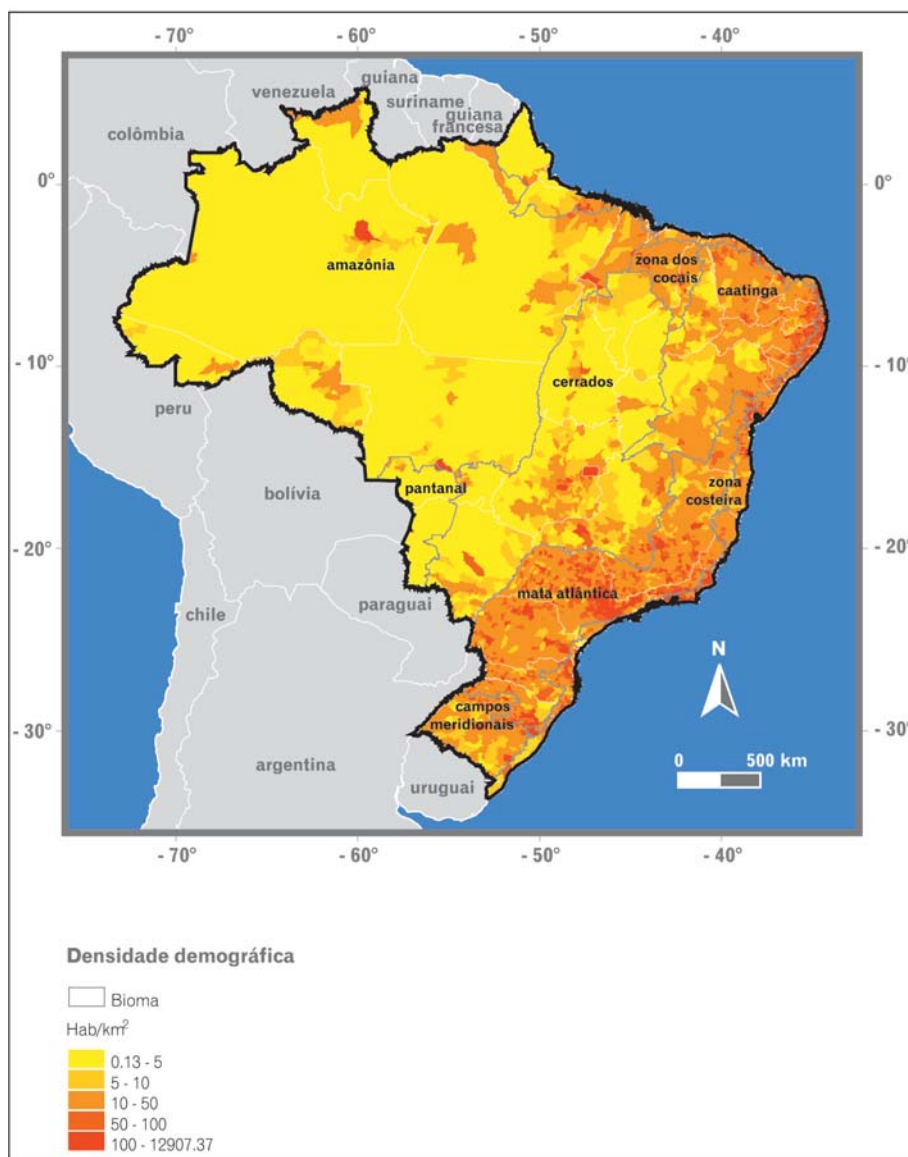 - 70°
- 60°
- 50°
- 40°
guiana
venezuela
suriname
guiana
francesa
colômbia
0°
0°
amazônia
zona dos
cocais
caatinga
- 10°
- 10°
cerrados
peru
pantanal
zona
costeira
bolívia
- 20°
- 20°
mata atlântica
paraguai
chile
N
campos
meridionais
- 30°
- 30°
0 500 km
argentina
uruguai
- 70°
- 60°
- 50°
- 40°
Densidade demográfica
Bioma
Hab/km²
0.13 - 5
5 - 10
10 - 50
50 - 100
100 - 12907.37